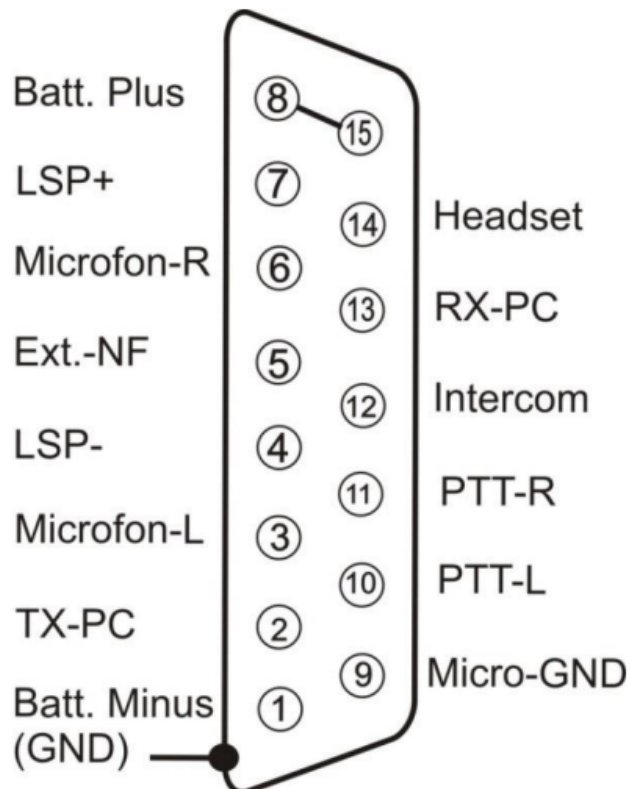 Batt. Plus
8
15
LSP+
7
14
Headset
Microfon-R
6
13
RX-PC
Ext.-NF
5
12
Intercom
LSP-
4
11
PTT-R
Microfon-L
3
10
PTT-L
TX-PC
2
9
Micro-GND
Batt. Minus
(GND)
1